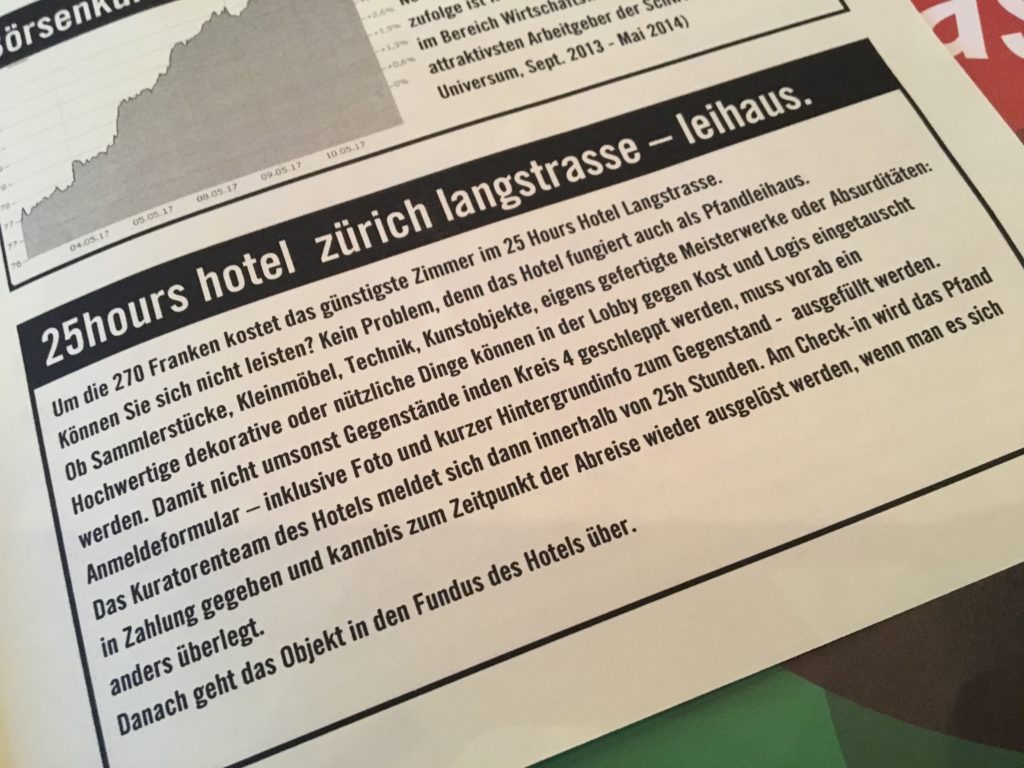 zufolge ist
im Bereich Wirtschafts
attraktivsten Arbeitgeber der Schw
Universum, Sept. 2013 - Mai 2014)
+1,3%
+0,6%
0%
04.05.17
05.05.17
08.05.17
09.05.17
10.05.17
25hours hotel zürich langstrasse – leihaus.
Um die 270 Franken kostet das günstigste Zimmer im 25 Hours Hotel Langstrasse.
Können Sie sich nicht leisten? Kein Problem, denn das Hotel fungiert auch als Pfandleihaus.
Ob Sammlerstücke, Kleinmöbel, Technik, Kunstobjekte, eigens gefertigte Meisterwerke oder Absurditäten:
Hochwertige dekorative oder nützliche Dinge können in der Lobby gegen Kost und Logis eingetauscht
werden. Damit nicht umsonst Gegenstände inden Kreis 4 geschleppt werden, muss vorab ein
Anmeldeformular – inklusive Foto und kurzer Hintergrundinfo zum Gegenstand - ausgefüllt werden.
Das Kuratorenteam des Hotels meldet sich dann innerhalb von 25h Stunden. Am Check-in wird das Pfand
in Zahlung gegeben und kannbis zum Zeitpunkt der Abreise wieder ausgelöst werden, wenn man es sich
anders überlegt.
Danach geht das Objekt in den Fundus des Hotels über.